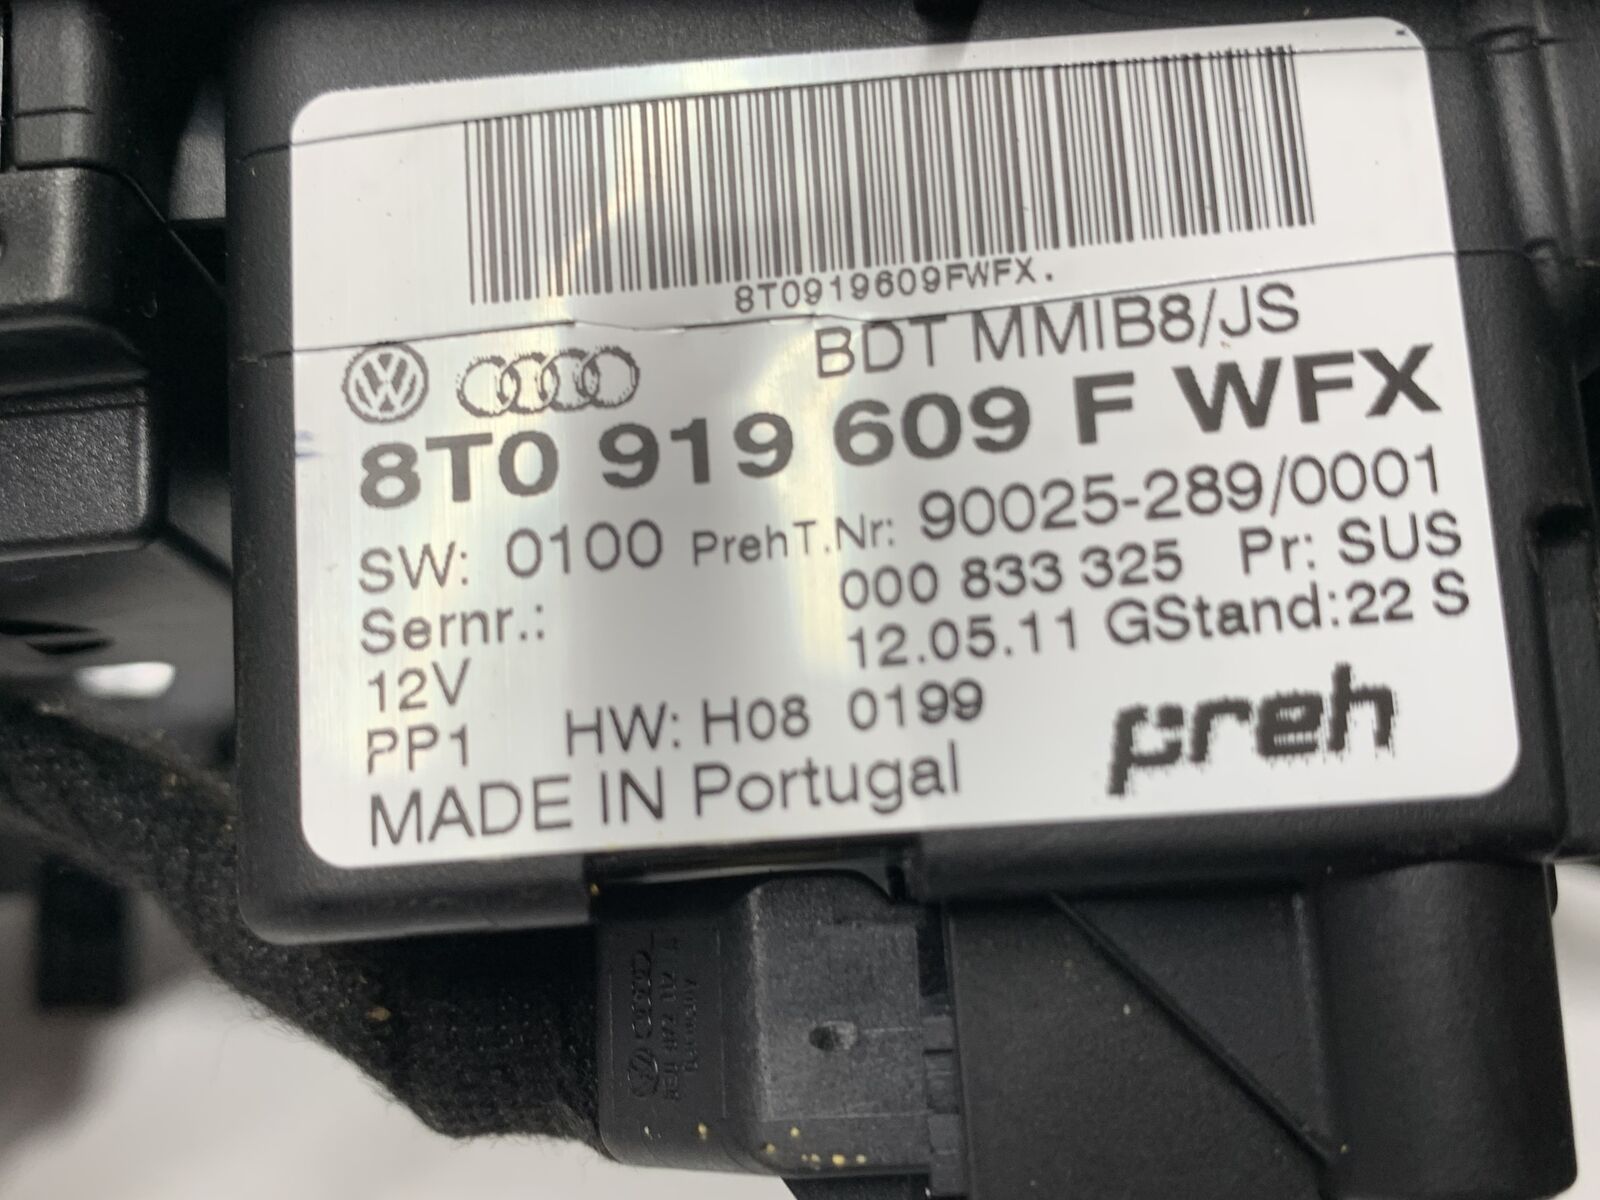 8T0919609FWFX.
BDT MMIB8/JS
8T0 919 609 F WFX
SW: 0100 PrehT.Nr: 90025-289/0001
Sernr.: 000 833 325 Pr: SUS
12V 12.05.11 GStand:22 S
PP1 HW: H08 0199
MADE IN Portugal
preh